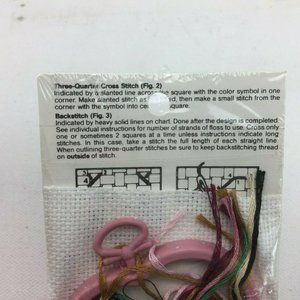 Three-Quarter Cross Stitch (Fig. 2)
Indicated by a slanted line across the square with the color symbol in one
corner. Make slanted stitch as, then make a small stitch from the
corner with the symbol into center of square.
Backstitch (Fig. 3)
Indicated by heavy solid lines on chart. Done after the design is completed.
See individual instructions for number of strands of floss to use. Cross only
one or sometimes 2 squares at a time unless instructions indicate long
stitches. In this case, take a stitch the full length of each straight line.
When outlining three-quarter stitches be sure to keep backstitching thread
on outside of stitch.